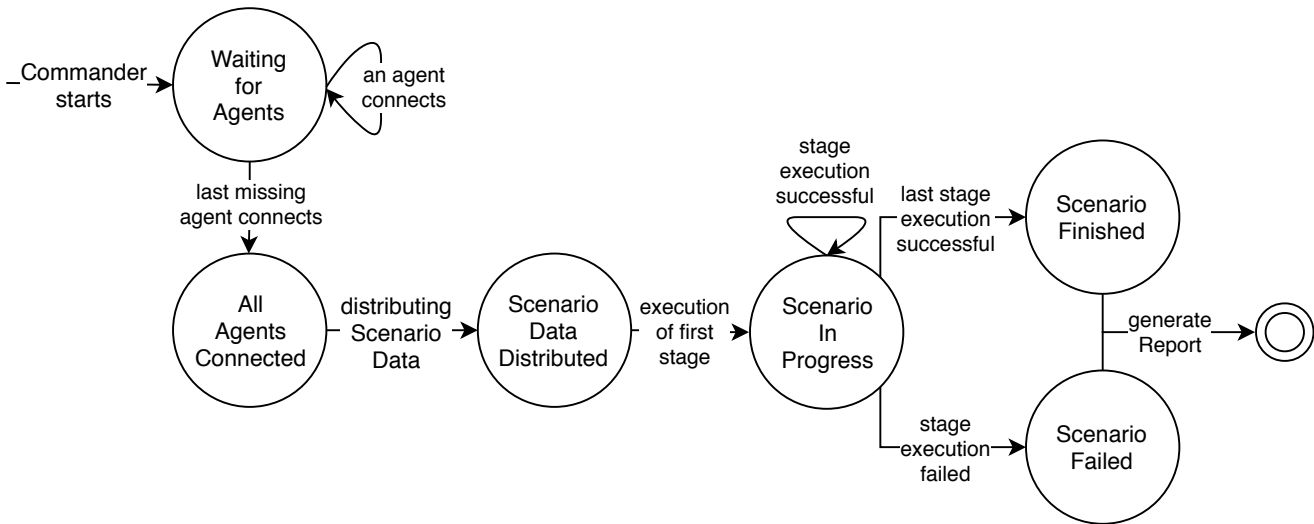 _Commander
starts
Waiting
for
Agents
an agent
connects
last missing
agent connects
All
Agents
Connected
distributing
Scenario
Data
Scenario
Data
Distributed
execution
of first
stage
stage
execution
successful
Scenario
In
Progress
last stage
execution
successful
Scenario
Finished
stage
execution
failed
Scenario
Failed
generate
Report